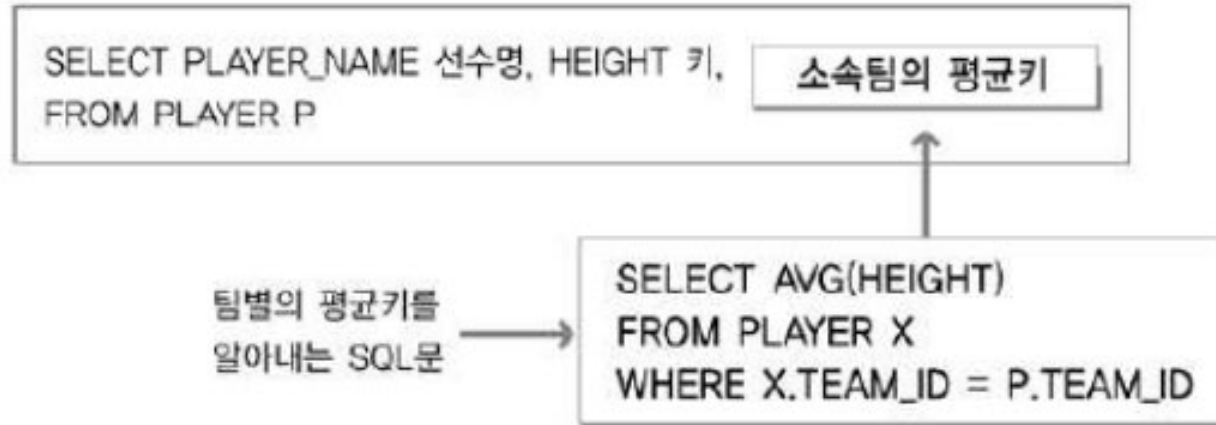 SELECT PLAYER_NAME 선수명, HEIGHT 키, 소속팀의 평균키
FROM PLAYER P
팀별의 평균키를
알아내는 SQL문
SELECT AVG(HEIGHT)
FROM PLAYER X
WHERE X.TEAM_ID = P.TEAM_ID